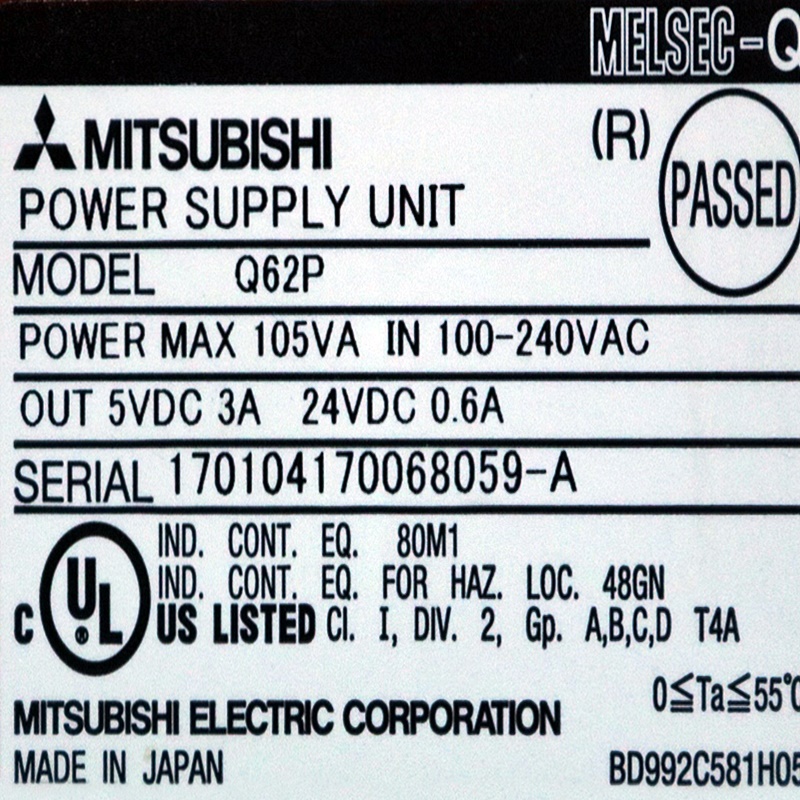 MELSEC-Q
MITSUBISHI (R) PASSED
POWER SUPPLY UNIT
MODEL Q62P
POWER MAX 105VA IN 100-240VAC
OUT 5VDC 3A 24VDC 0.6A
SERIAL 170104170068059-A
IND. CONT. EQ. 80M1
IND. CONT. EQ. FOR HAZ. LOC. 48GN
C UL ® US LISTED Cl. I, DIV. 2, Gp. A,B,C,D T4A
0≦Ta≦55℃
MITSUBISHI ELECTRIC CORPORATION
MADE IN JAPAN BD992C581H05